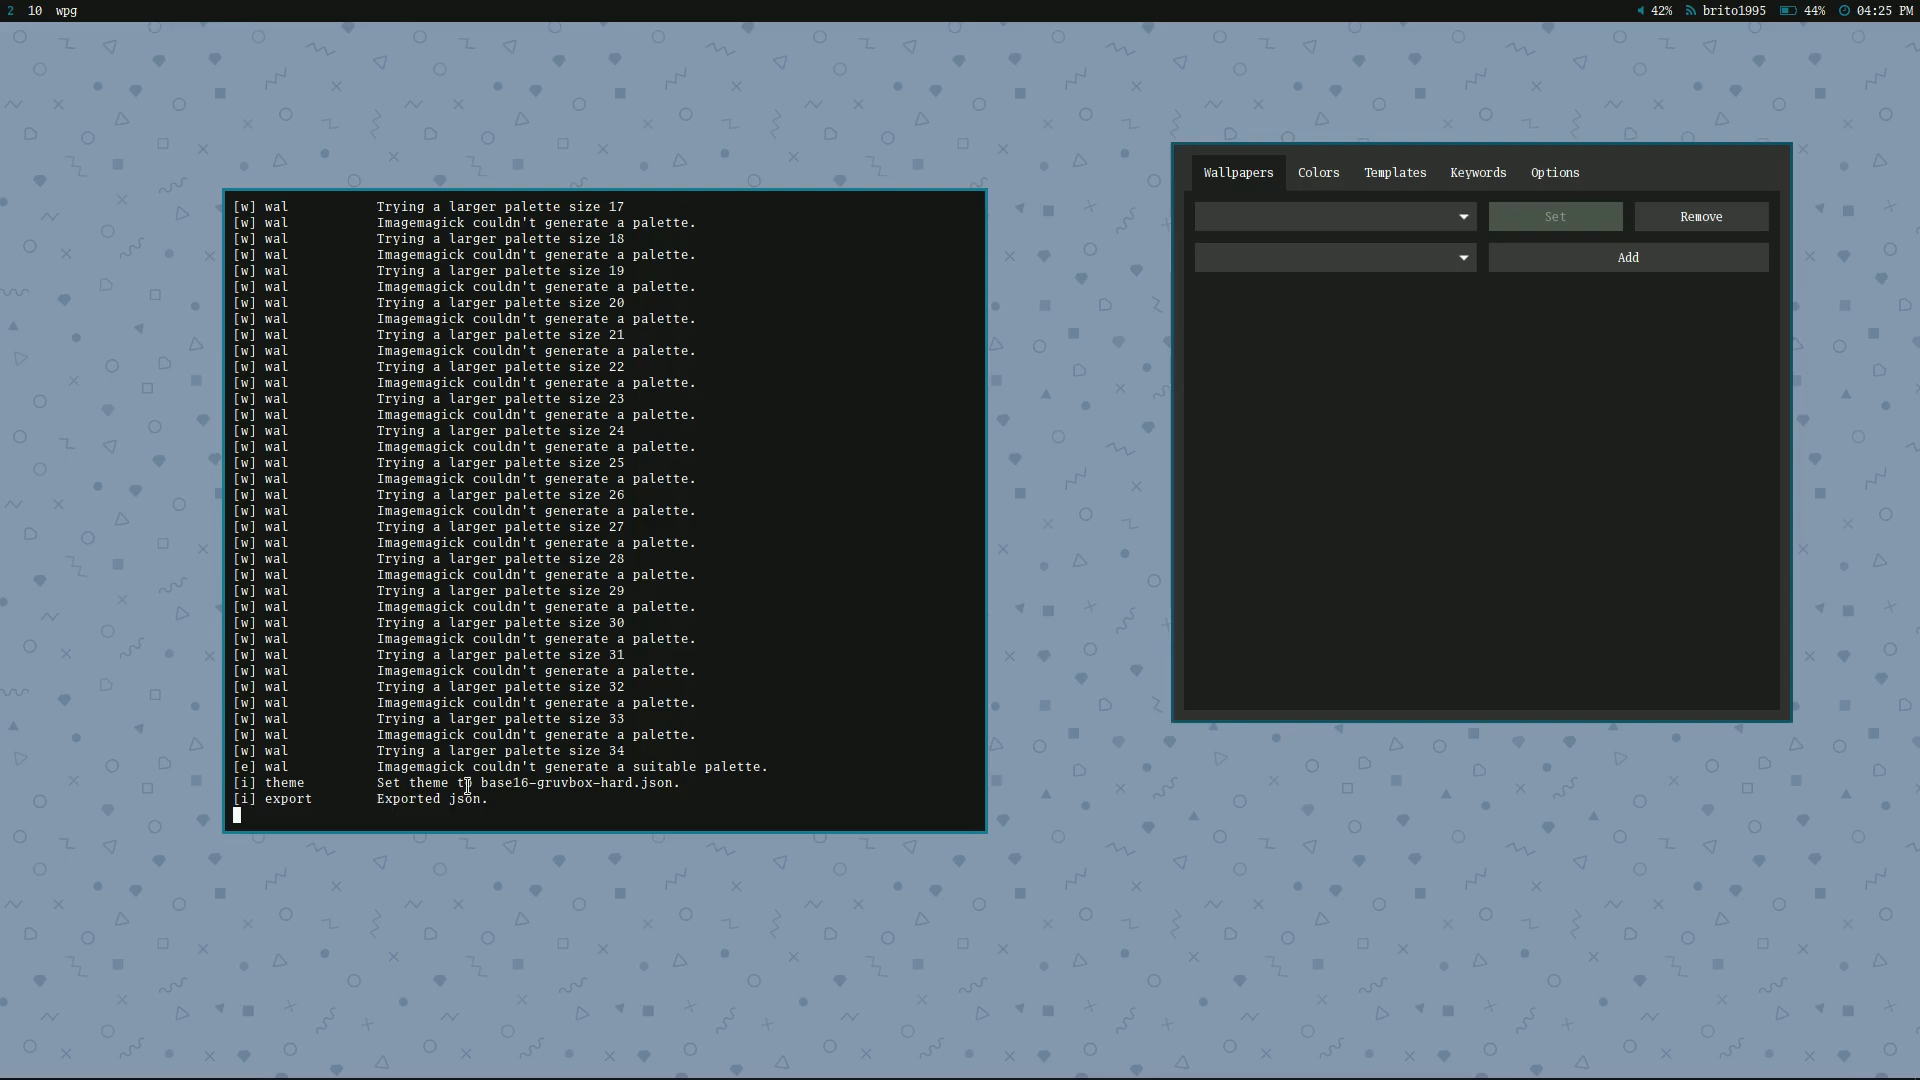 2 10 wpg
42% brito1995 44% 04:25 PM
[w] wal Trying a larger palette size 17
[w] wal Imagemagick couldn't generate a palette.
[w] wal Trying a larger palette size 18
[w] wal Imagemagick couldn't generate a palette.
[w] wal Trying a larger palette size 19
[w] wal Imagemagick couldn't generate a palette.
[w] wal Trying a larger palette size 20
[w] wal Imagemagick couldn't generate a palette.
[w] wal Trying a larger palette size 21
[w] wal Imagemagick couldn't generate a palette.
[w] wal Trying a larger palette size 22
[w] wal Imagemagick couldn't generate a palette.
[w] wal Trying a larger palette size 23
[w] wal Imagemagick couldn't generate a palette.
[w] wal Trying a larger palette size 24
[w] wal Imagemagick couldn't generate a palette.
[w] wal Trying a larger palette size 25
[w] wal Imagemagick couldn't generate a palette.
[w] wal Trying a larger palette size 26
[w] wal Imagemagick couldn't generate a palette.
[w] wal Trying a larger palette size 27
[w] wal Imagemagick couldn't generate a palette.
[w] wal Trying a larger palette size 28
[w] wal Imagemagick couldn't generate a palette.
[w] wal Trying a larger palette size 29
[w] wal Imagemagick couldn't generate a palette.
[w] wal Trying a larger palette size 30
[w] wal Imagemagick couldn't generate a palette.
[w] wal Trying a larger palette size 31
[w] wal Imagemagick couldn't generate a palette.
[w] wal Trying a larger palette size 32
[w] wal Imagemagick couldn't generate a palette.
[w] wal Trying a larger palette size 33
[w] wal Imagemagick couldn't generate a palette.
[w] wal Trying a larger palette size 34
[e] wal Imagemagick couldn't generate a suitable palette.
[i] theme Set theme to base16-gruvbox-hard.json.
[i] export Exported json.
Wallpapers Colors Templates Keywords Options
Set Remove
Add